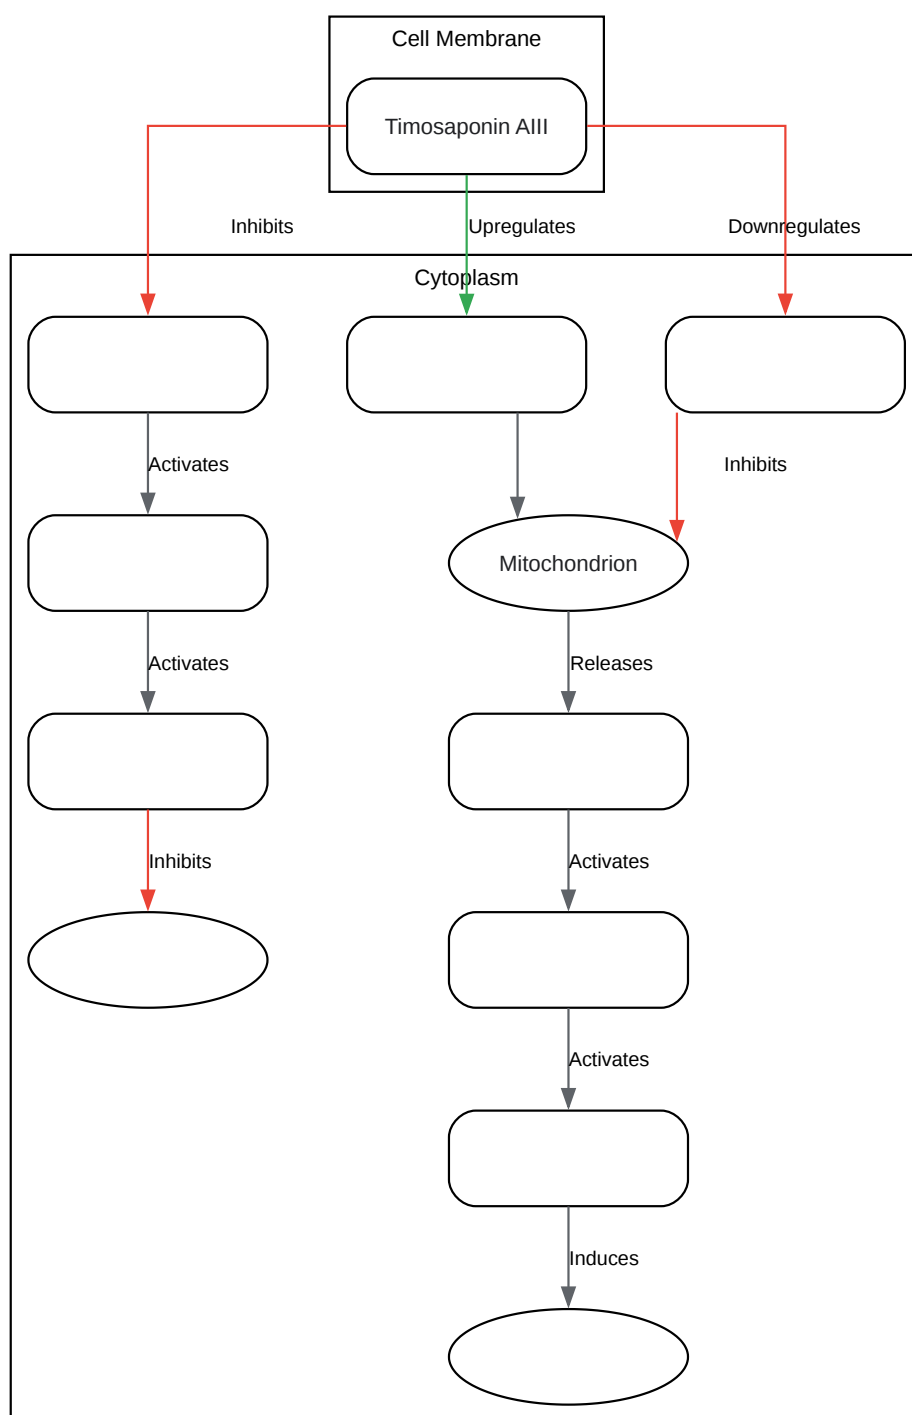 Cell Membrane
Timosaponin AIII
Inhibits
Upregulates
Downregulates
Cytoplasm
Activates
Inhibits
Mitochondrion
Activates
Releases
Inhibits
Activates
Activates
Induces